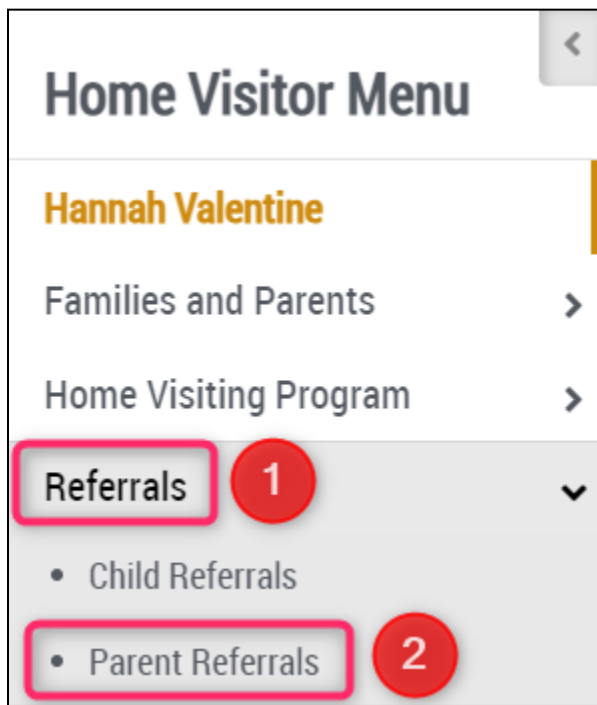 Home Visitor Menu
Hannah Valentine
Families and Parents
Home Visiting Program
Referrals 1
• Child Referrals
• Parent Referrals 2